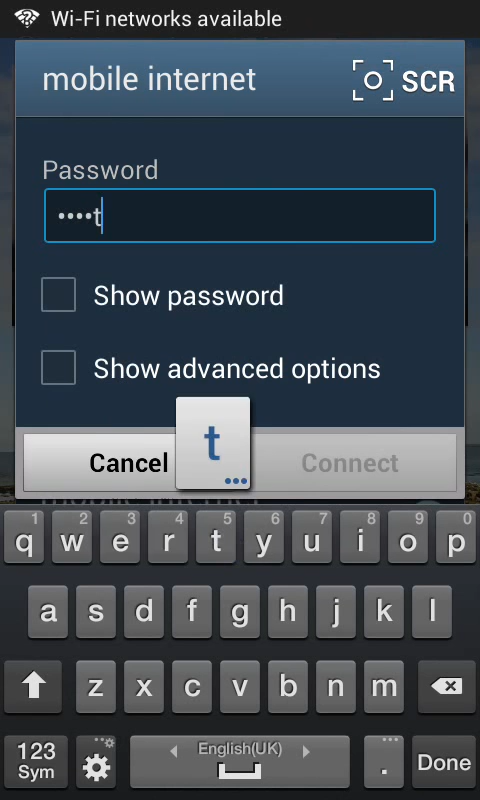 Wi-Fi networks available
mobile internet
SCR
Password
••••t
Show password
Show advanced options
t
...
Cancel
Connect
1 2 3 4 5 6 7 8 9 0
q w e r t y u i o p
a s d f g h j k l
z x c v b n m
123
Sym
English(UK)
.
Done